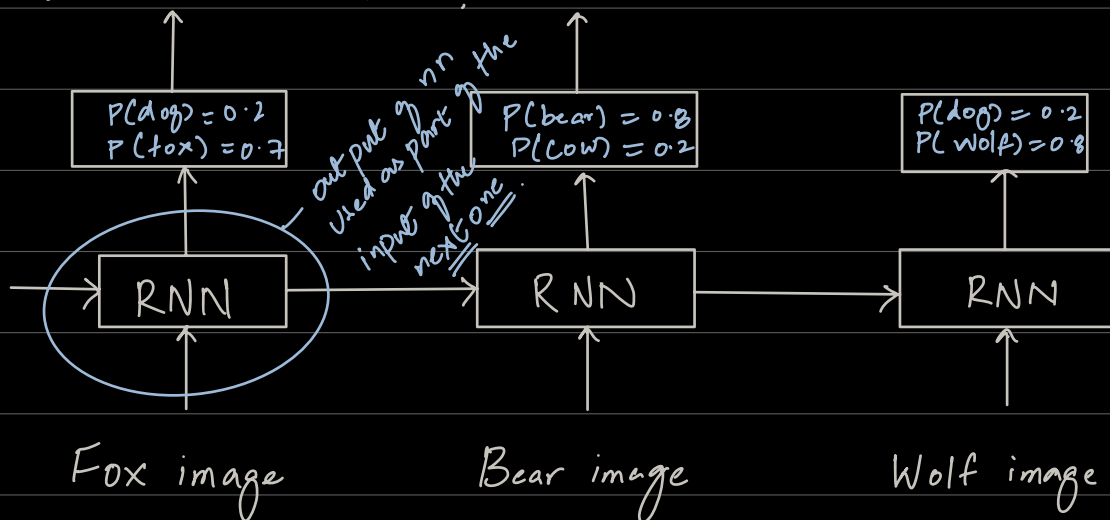 P(dog) = 0.2
P(fox) = 0.7
output of nn
used as part of the
input of the
next one.
P(bear) = 0.8
P(cow) = 0.2
P(dog) = 0.2
P(wolf) = 0.8
RNN
RNN
RNN
Fox image
Bear image
Wolf image